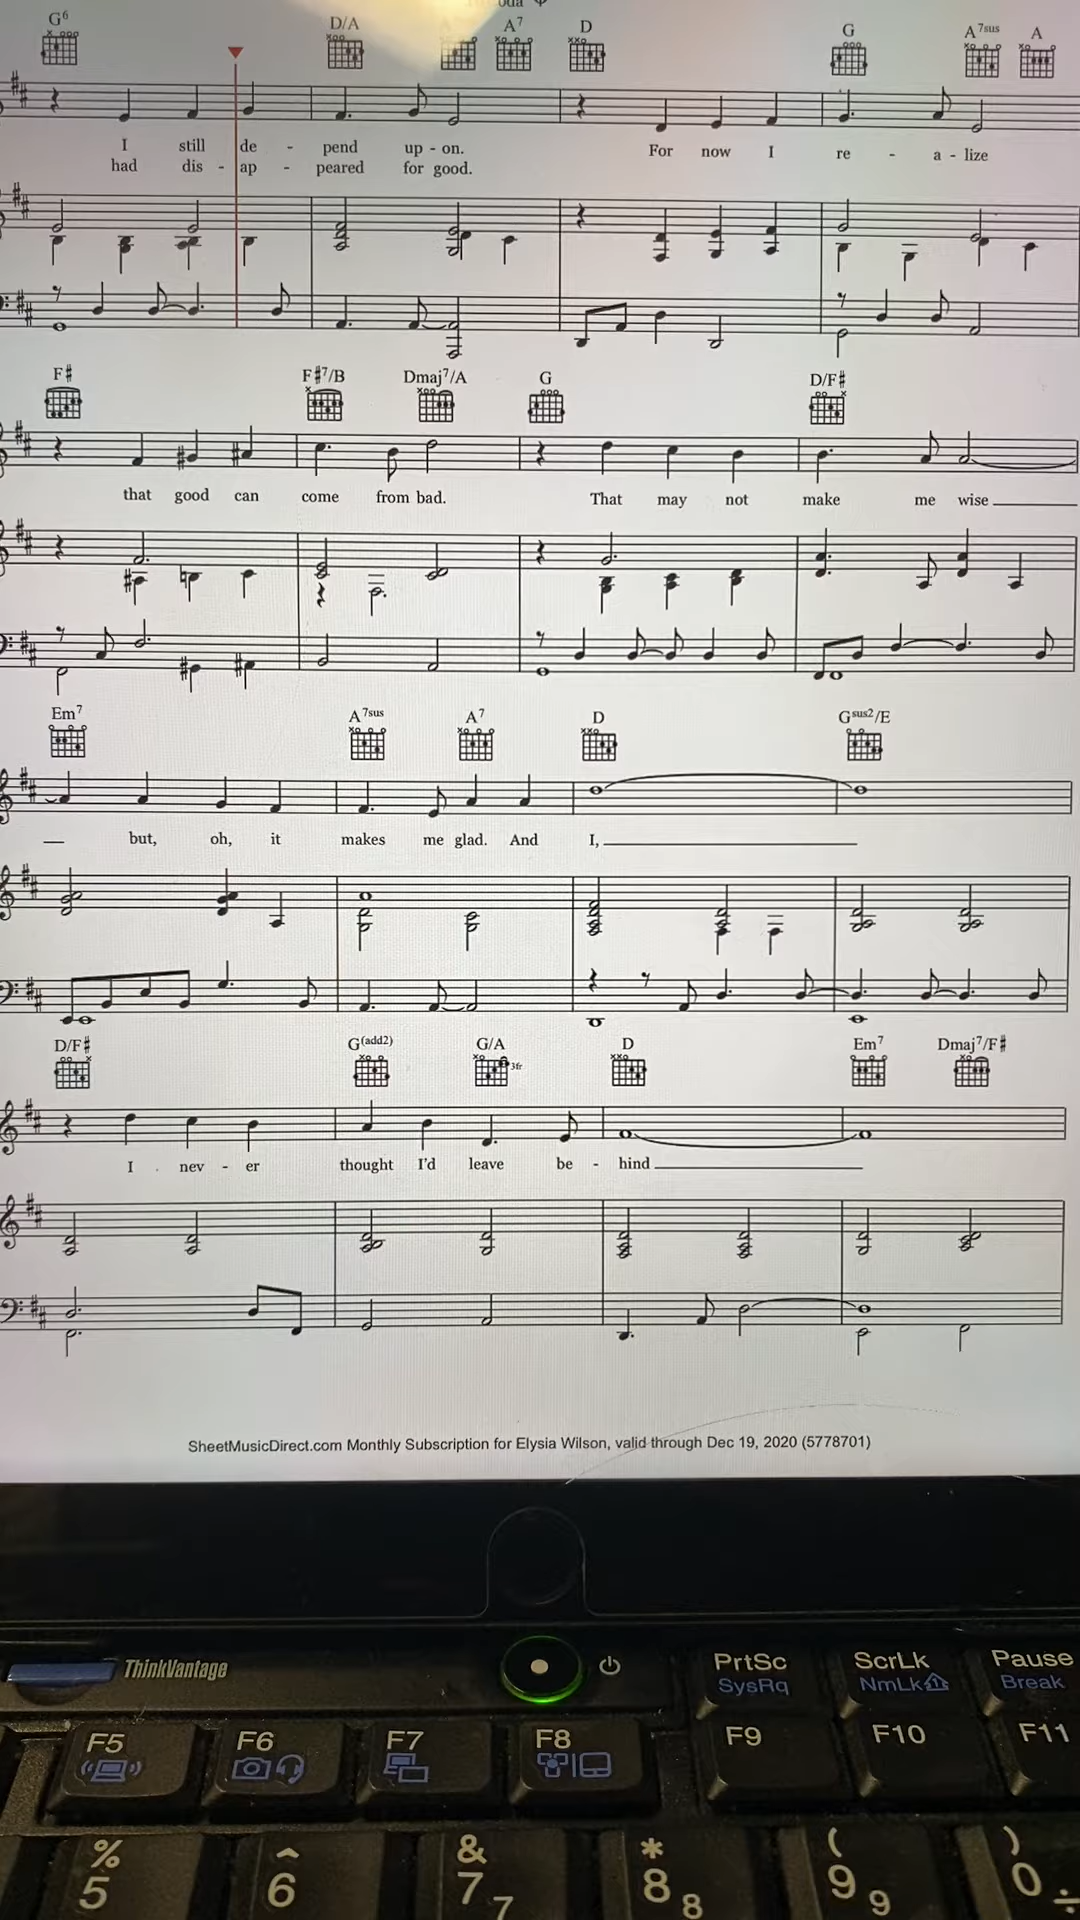 G6 D/A A7 D G A7sus A
I still de - pend up - on. For now I re - a - lize
had dis - ap - peared for good.
F# F#7/B Dmaj7/A G D/F#
that good can come from bad. That may not make me wise
Em7 A7sus A7 D Gsus2/E
but, oh, it makes me glad. And I,
D/F# G(add2) G/A D Em7 Dmaj7/F#
3fr
I nev - er thought I'd leave be - hind
SheetMusicDirect.com Monthly Subscription for Elysia Wilson, valid through Dec 19, 2020 (5778701)
ThinkVantage PrtSc ScrLk Pause
SysRq NmLk Break
F5 F6 F7 F8 F9 F10 F11
% ^ & * ( )
5 6 7 7 8 8 9 9 0 ÷